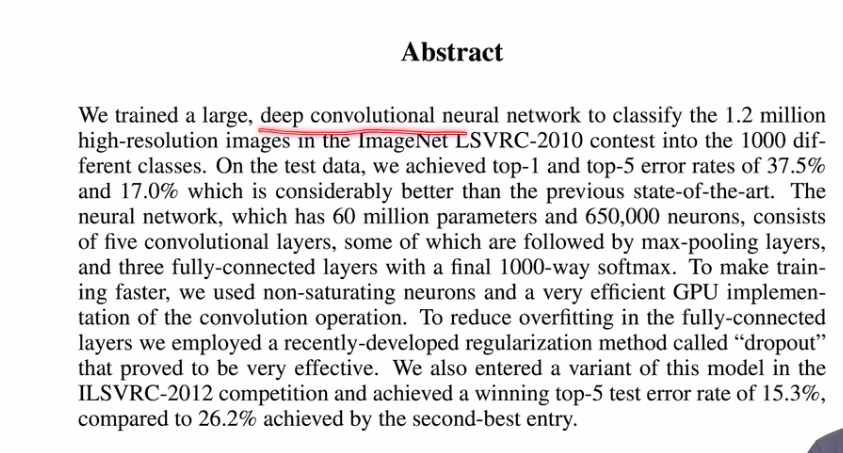 Abstract
We trained a large, deep convolutional neural network to classify the 1.2 million
high-resolution images in the ImageNet LSVRC-2010 contest into the 1000 dif-
ferent classes. On the test data, we achieved top-1 and top-5 error rates of 37.5%
and 17.0% which is considerably better than the previous state-of-the-art. The
neural network, which has 60 million parameters and 650,000 neurons, consists
of five convolutional layers, some of which are followed by max-pooling layers,
and three fully-connected layers with a final 1000-way softmax. To make train-
ing faster, we used non-saturating neurons and a very efficient GPU implemen-
tation of the convolution operation. To reduce overfitting in the fully-connected
layers we employed a recently-developed regularization method called “dropout”
that proved to be very effective. We also entered a variant of this model in the
ILSVRC-2012 competition and achieved a winning top-5 test error rate of 15.3%,
compared to 26.2% achieved by the second-best entry.